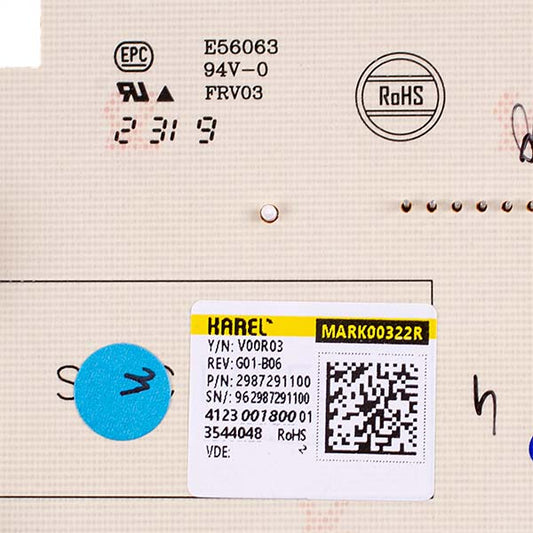 EPC
E56063
94V-0
FRV03
2319
RoHS
KAREL
MARK00322R
Y/N: V00R03
REV: G01-B06
P/N: 2987291100
SN/: 962987291100
4123 001800 01
3544048 RoHS
VDE: